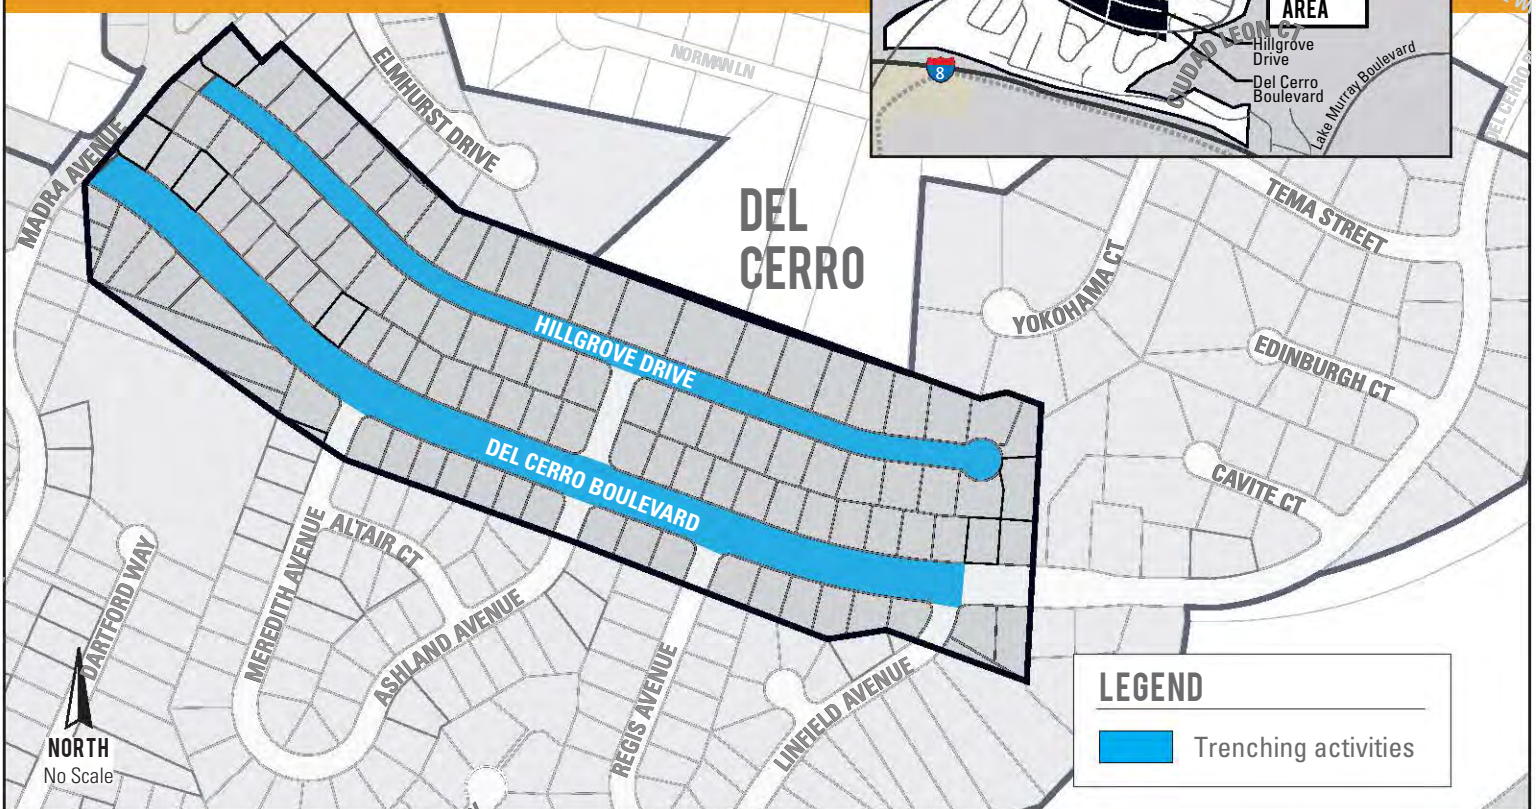 AREA
CIUDAD LEON CT
Hillgrove
Drive
8
Del Cerro
Boulevard
Lake Murray Boulevard
NORMAN LN
ELMHURST DRIVE
MADRA AVENUE
DEL
CERRO
TEMA STREET
YOKOHAMA CT
EDINBURGH CT
HILLGROVE DRIVE
CAVITE CT
DEL CERRO BOULEVARD
ALTAIR CT
DARTFORD WAY
MEREDITH AVENUE
ASHLAND AVENUE
REGIS AVENUE
LINFIELD AVENUE
NORTH
No Scale
LEGEND
Trenching activities